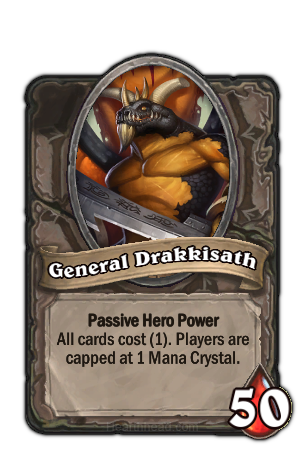 General Drakkisath
Passive Hero Power
All cards cost (1). Players are
capped at 1 Mana Crystal.
50